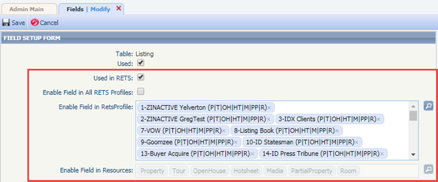 Admin Main
Fields | Modify
Save Cancel
FIELD SETUP FORM
Table: Listing
Used:
Used in RETS:
Enable Field in All RETS Profiles:
Enable Field in RetsProfile:
1-ZINACTIVE Yelverton (P|T|OH|HT|M|PP|R)
2-ZINACTIVE GregTest (P|T|OH|HT|M|PP|R) 3-IDX Clients (P|T|OH|HT|M|PP|R)
7-VOW (P|T|OH|HT|M|PP|R) 8-Listing Book (P|T|OH|HT|M|PP|R)
9-Goomzee (P|T|OH|HT|M|PP|R) 10-ID Statesman (P|T|OH|HT|M|PP|R)
13-Buyer Acquire (P|T|OH|HT|M|PP|R) 14-ID Press Tribune (P|T|OH|HT|M|PP|R)
Enable Field in Resources: Property Tour OpenHouse Hotsheet Media PartialProperty Room